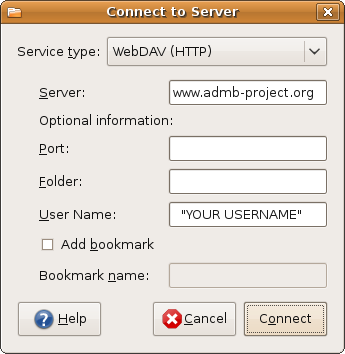 Connect to Server
Service type: WebDAV (HTTP)
Server: www.admb-project.org
Optional information:
Port:
Folder:
User Name: "YOUR USERNAME"
Add bookmark
Bookmark name:
Help Cancel Connect